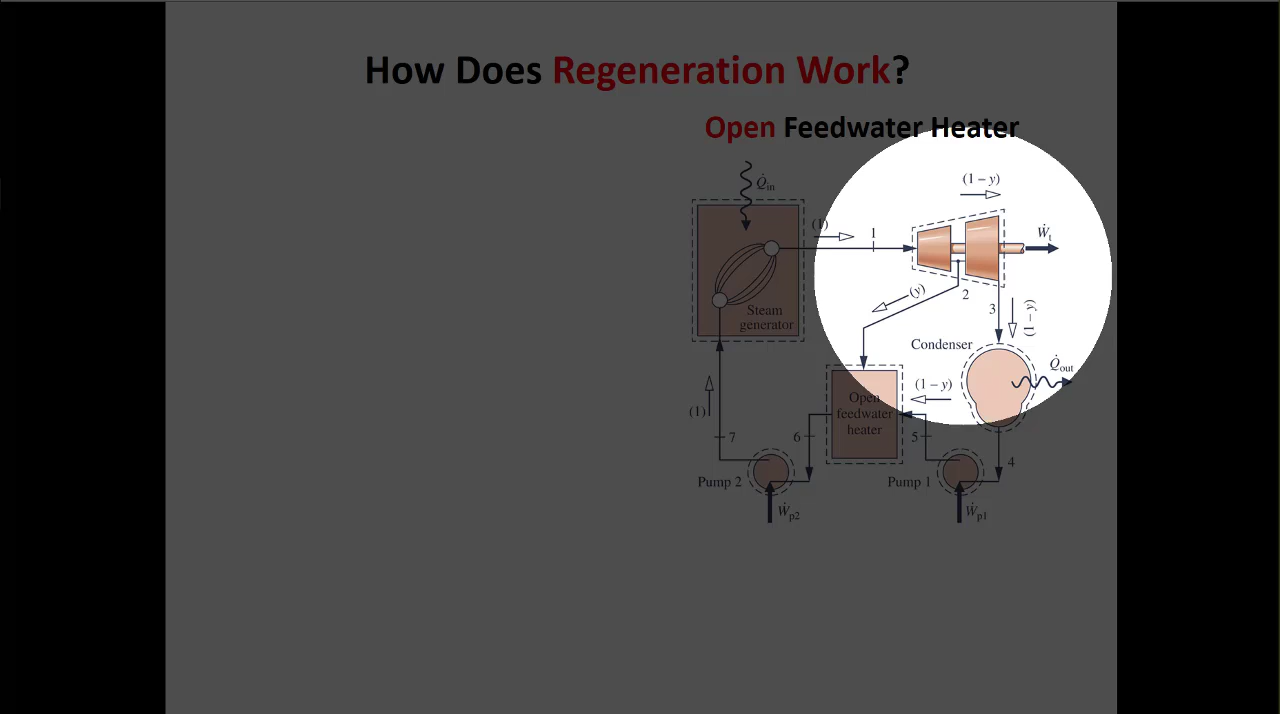 How Does Regeneration Work?
Open Feedwater Heater
(1 – y)
Q̇in
(1)
1
Ẇt
(y)
2
3
(1 – y)
Steam
generator
Condenser
Q̇out
(1 – y)
Open
feedwater
heater
(1)
7
6
5
4
Pump 2
Pump 1
Ẇp2
Ẇp1